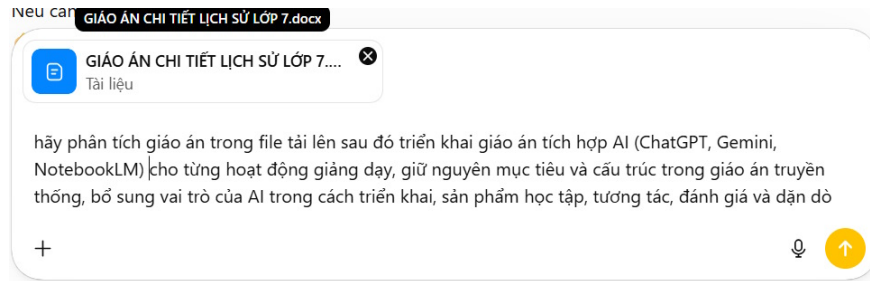 Nếu cần
GIÁO ÁN CHI TIẾT LỊCH SỬ LỚP 7.docx
GIÁO ÁN CHI TIẾT LỊCH SỬ LỚP 7....
Tài liệu
hãy phân tích giáo án trong file tải lên sau đó triển khai giáo án tích hợp AI (ChatGPT, Gemini,
NotebookLM) cho từng hoạt động giảng dạy, giữ nguyên mục tiêu và cấu trúc trong giáo án truyền
thống, bổ sung vai trò của AI trong cách triển khai, sản phẩm học tập, tương tác, đánh giá và dặn dò